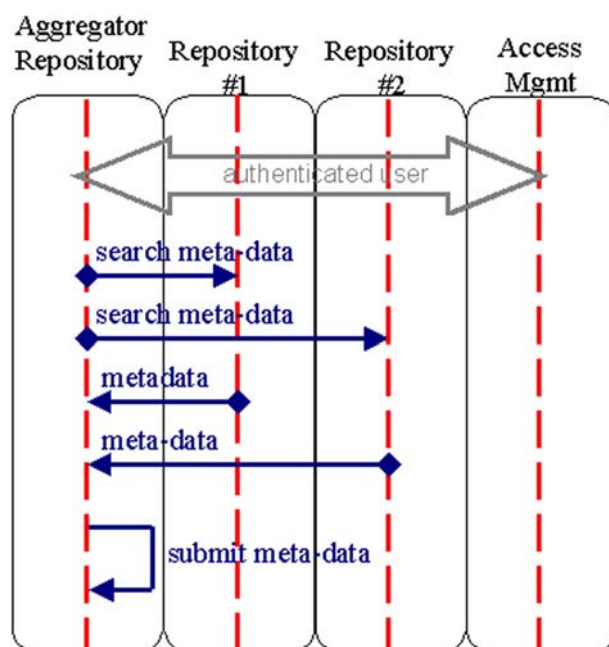 Aggregator
Repository
Repository
#1
Repository
#2
Access
Mgmt
authenticated user
search meta-data
search meta-data
metadata
meta-data
submit meta-data